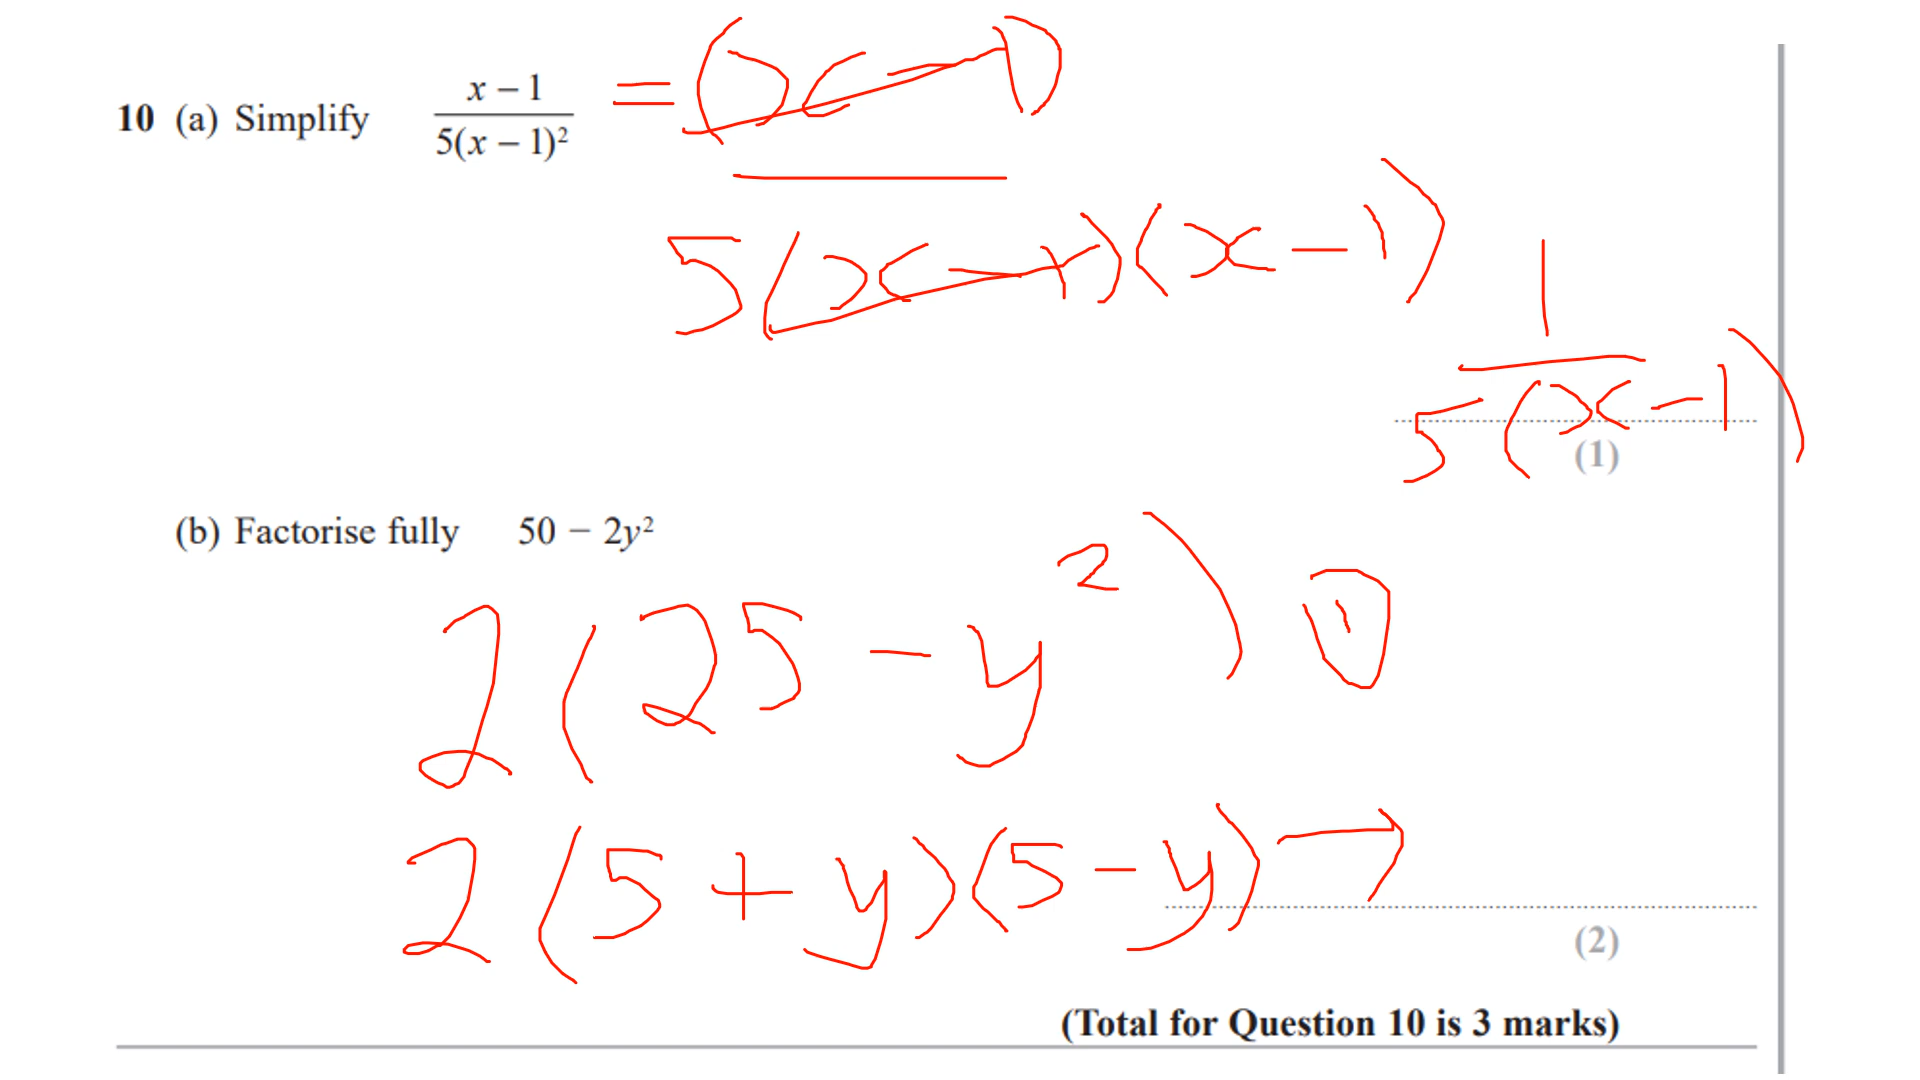 10 (a) Simplify (x − 1)/(5(x − 1)²) = (x − 1)
5(x − 1)(x − 1)
1
5(x − 1)
(1)
(b) Factorise fully 50 − 2y²
2(25 − y²) ①
2(5 + y)(5 − y) →
(2)
(Total for Question 10 is 3 marks)